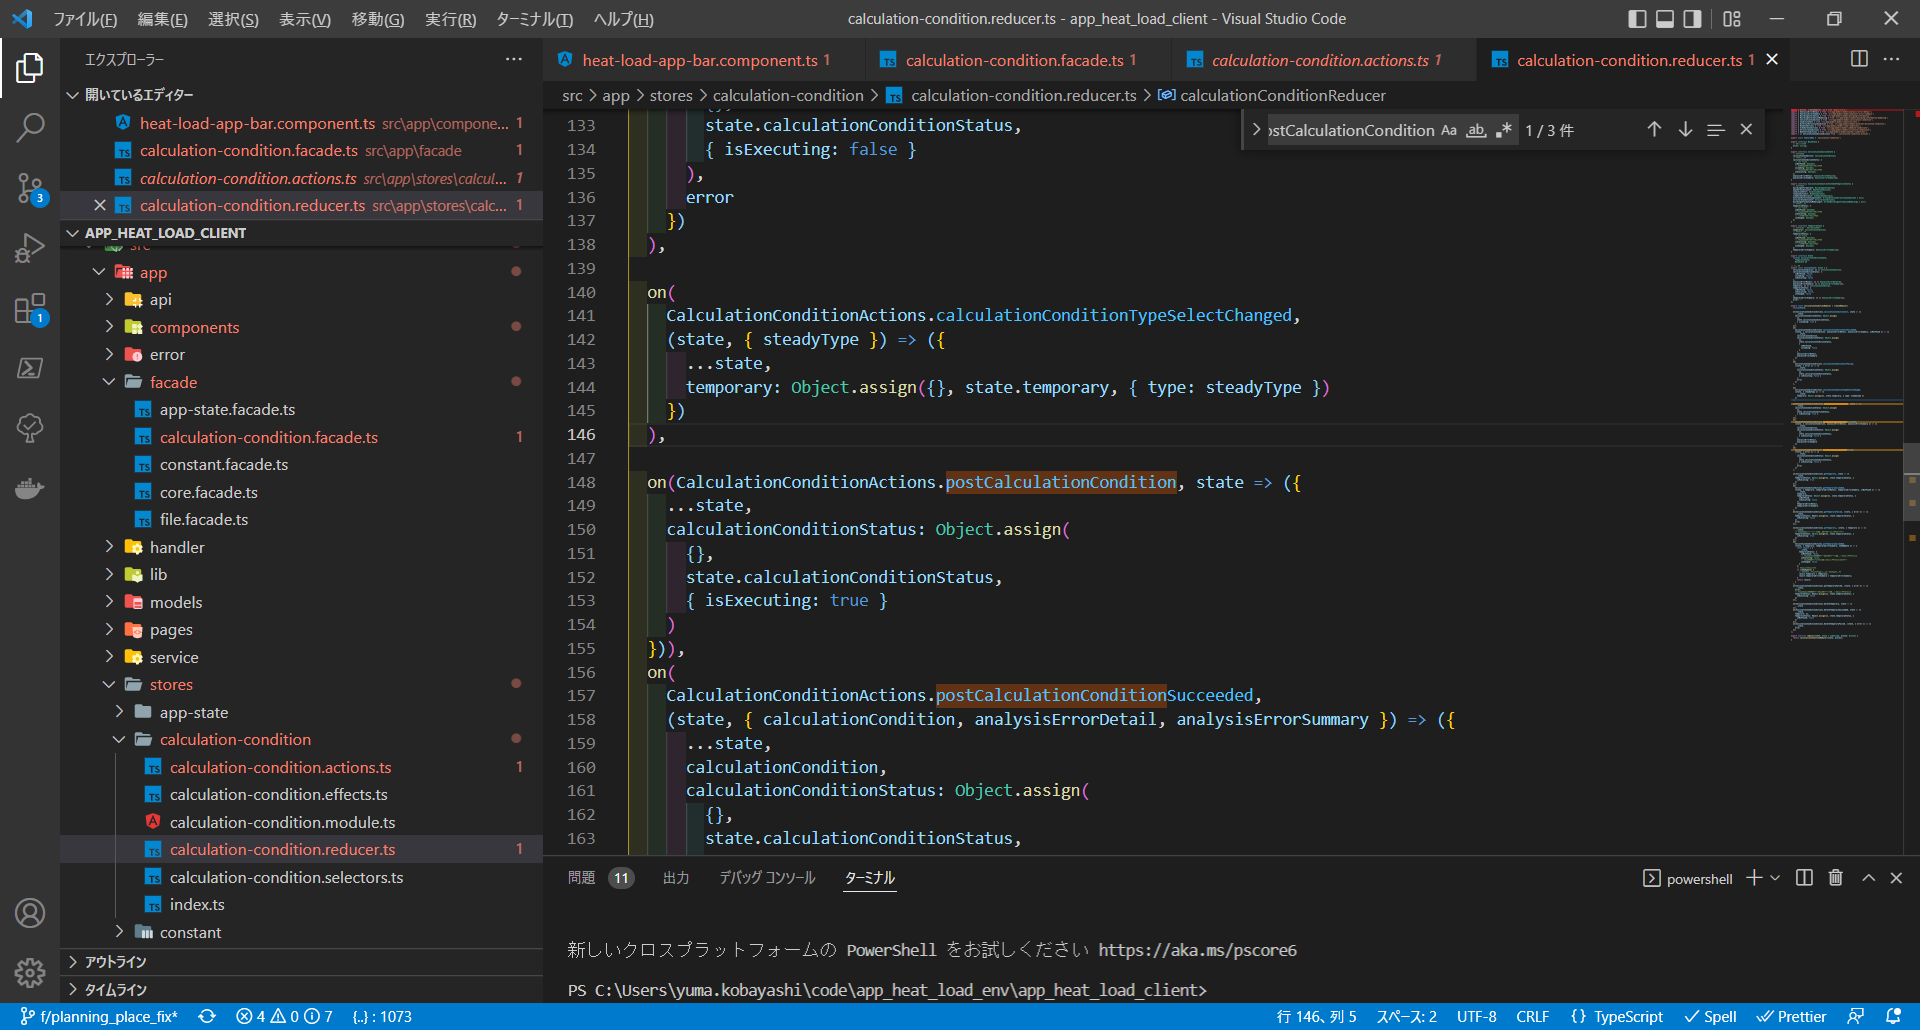 ファイル(F) 編集(E) 選択(S) 表示(V) 移動(G) 実行(R) ターミナル(T) ヘルプ(H)
calculation-condition.reducer.ts - app_heat_load_client - Visual Studio Code
エクスプローラー
開いているエディター
heat-load-app-bar.component.ts src\app\compone... 1
calculation-condition.facade.ts src\app\facade 1
calculation-condition.actions.ts src\app\stores\calcul... 1
calculation-condition.reducer.ts src\app\stores\calc... 1
APP_HEAT_LOAD_CLIENT
src
app
api
components
error
facade
app-state.facade.ts
calculation-condition.facade.ts 1
constant.facade.ts
core.facade.ts
file.facade.ts
handler
lib
models
pages
service
stores
app-state
calculation-condition
calculation-condition.actions.ts 1
calculation-condition.effects.ts
calculation-condition.module.ts
calculation-condition.reducer.ts 1
calculation-condition.selectors.ts
index.ts
constant
アウトライン
タイムライン
3
1
heat-load-app-bar.component.ts 1
calculation-condition.facade.ts 1
calculation-condition.actions.ts 1
calculation-condition.reducer.ts 1
src > app > stores > calculation-condition > calculation-condition.reducer.ts > calculationConditionReducer
ostCalculationCondition Aa ab .* 1 / 3 件
133 state.calculationConditionStatus,
134 { isExecuting: false }
135 ),
136 error
137 })
138 ),
139
140 on(
141 CalculationConditionActions.calculationConditionTypeSelectChanged,
142 (state, { steadyType }) => ({
143 ...state,
144 temporary: Object.assign({}, state.temporary, { type: steadyType })
145 })
146 ),
147
148 on(CalculationConditionActions.postCalculationCondition, state => ({
149 ...state,
150 calculationConditionStatus: Object.assign(
151 {},
152 state.calculationConditionStatus,
153 { isExecuting: true }
154 )
155 })),
156 on(
157 CalculationConditionActions.postCalculationConditionSucceeded,
158 (state, { calculationCondition, analysisErrorDetail, analysisErrorSummary }) => ({
159 ...state,
160 calculationCondition,
161 calculationConditionStatus: Object.assign(
162 {},
163 state.calculationConditionStatus,
問題 11 出力 デバッグ コンソール ターミナル
powershell
新しいクロスプラットフォームの PowerShell をお試しください https://aka.ms/pscore6
PS C:\Users\yuma.kobayashi\code\app_heat_load_env\app_heat_load_client>
f/planning_place_fix* 4 0 7 {..} : 1073
行 146、列 5 スペース: 2 UTF-8 CRLF {} TypeScript Spell Prettier